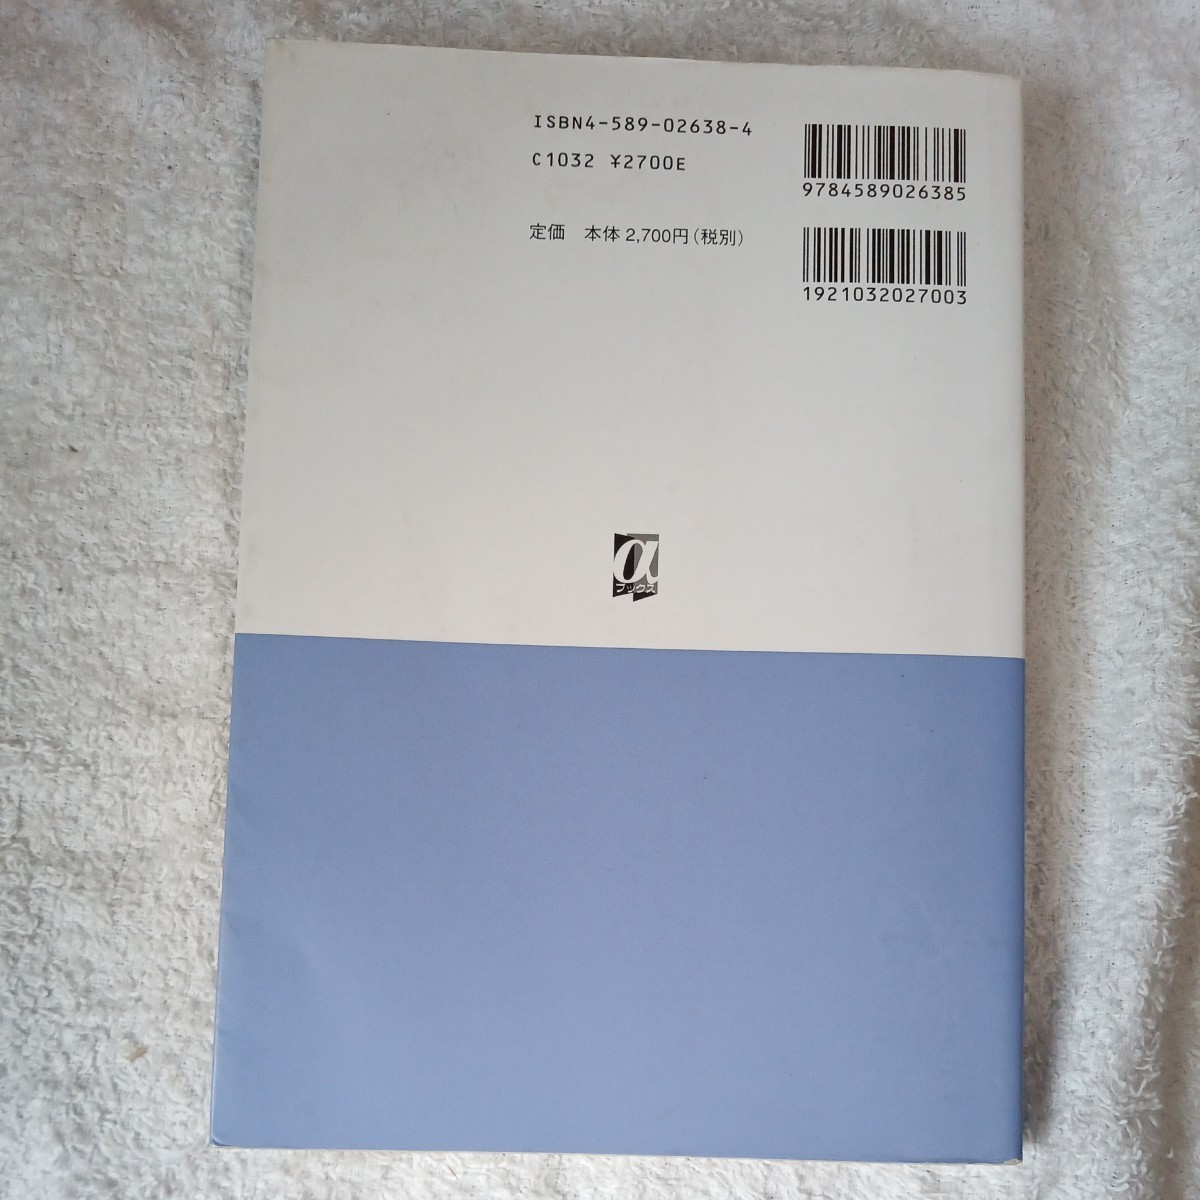 ISBN4-589-02638-4
C1032 ¥2700E
定価 本体2,700円(税別)
9784589026385
1921032027003
α
ブックス